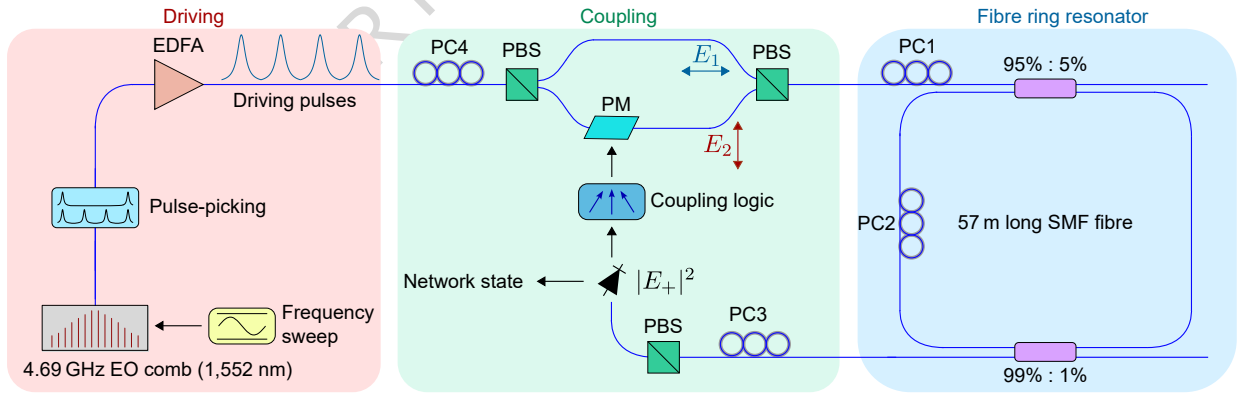 Driving
Coupling
Fibre ring resonator
EDFA
Driving pulses
Pulse-picking
Frequency
sweep
4.69 GHz EO comb (1,552 nm)
PC4
PBS
E₁
PBS
PM
E₂
Coupling logic
Network state
|E₊|²
PBS
PC3
PC1
95% : 5%
PC2
57 m long SMF fibre
99% : 1%